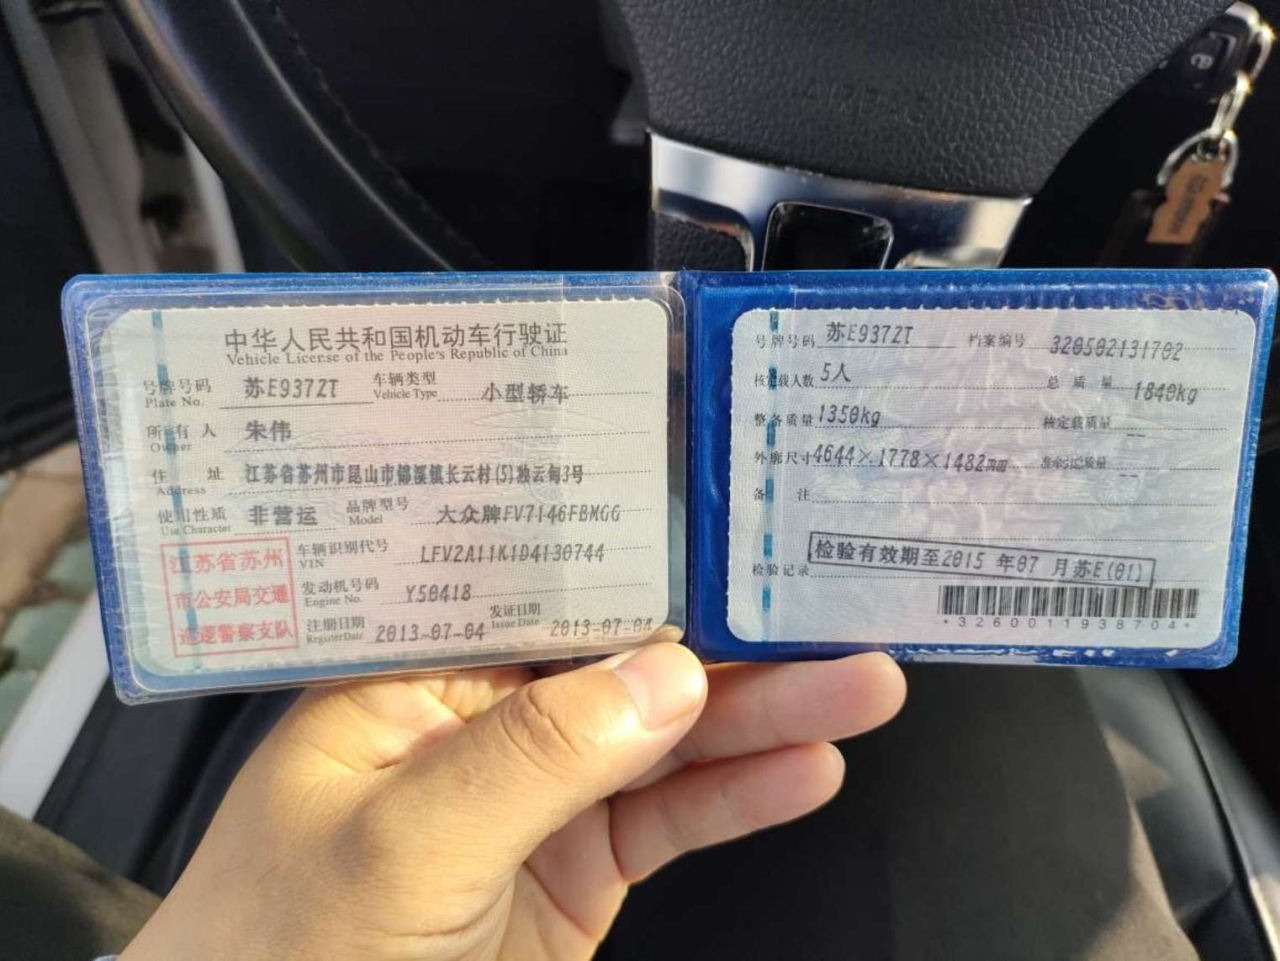 中华人民共和国机动车行驶证
Vehicle License of the People's Republic of China
号牌号码 苏E937ZT 车辆类型 小型轿车
Plate No. Vehicle Type
所有人 朱伟
Owner
住址 江苏省苏州市昆山市锦溪镇长云村(5)独云甸3号
Address
使用性质 非营运 品牌型号 大众牌FV7146FBMGG
Use Character Model
江苏省苏州
市公安局交通
巡逻警察支队
车辆识别代号 LFV2A11K1D4130744
VIN
发动机号码 Y50418
Engine No.
注册日期 2013-07-04 发证日期 2013-07-04
Register Date Issue Date
号牌号码 苏E937ZT 档案编号 320502131702
核定载人数 5人 总质量 1840kg
整备质量 1350kg 核定载质量 --
外廓尺寸 4644×1778×1482mm 准牵引总质量 --
备注
检验有效期至2015年07月苏E(01)
检验记录
*3260011938704*